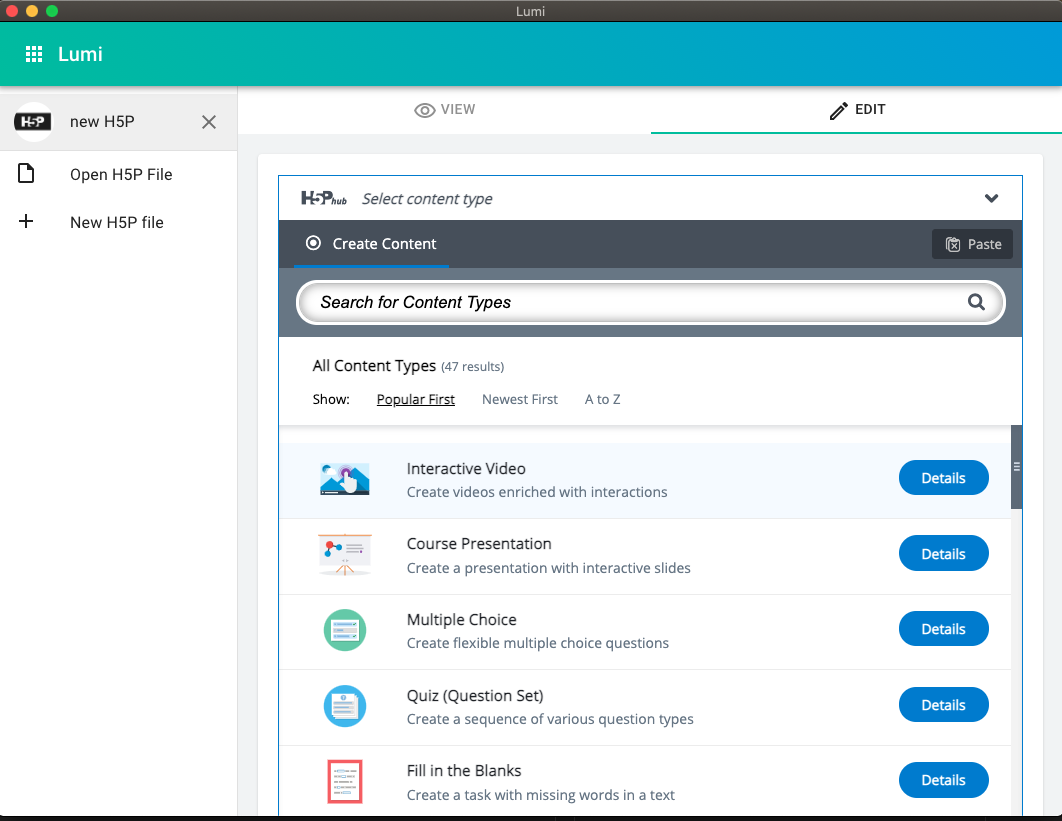 Lumi
Lumi
H5P new H5P
Open H5P File
New H5P file
VIEW
EDIT
H5P hub Select content type
Create Content
Paste
Search for Content Types
All Content Types (47 results)
Show: Popular First Newest First A to Z
Interactive Video
Create videos enriched with interactions
Details
Course Presentation
Create a presentation with interactive slides
Details
Multiple Choice
Create flexible multiple choice questions
Details
Quiz (Question Set)
Create a sequence of various question types
Details
Fill in the Blanks
Create a task with missing words in a text
Details